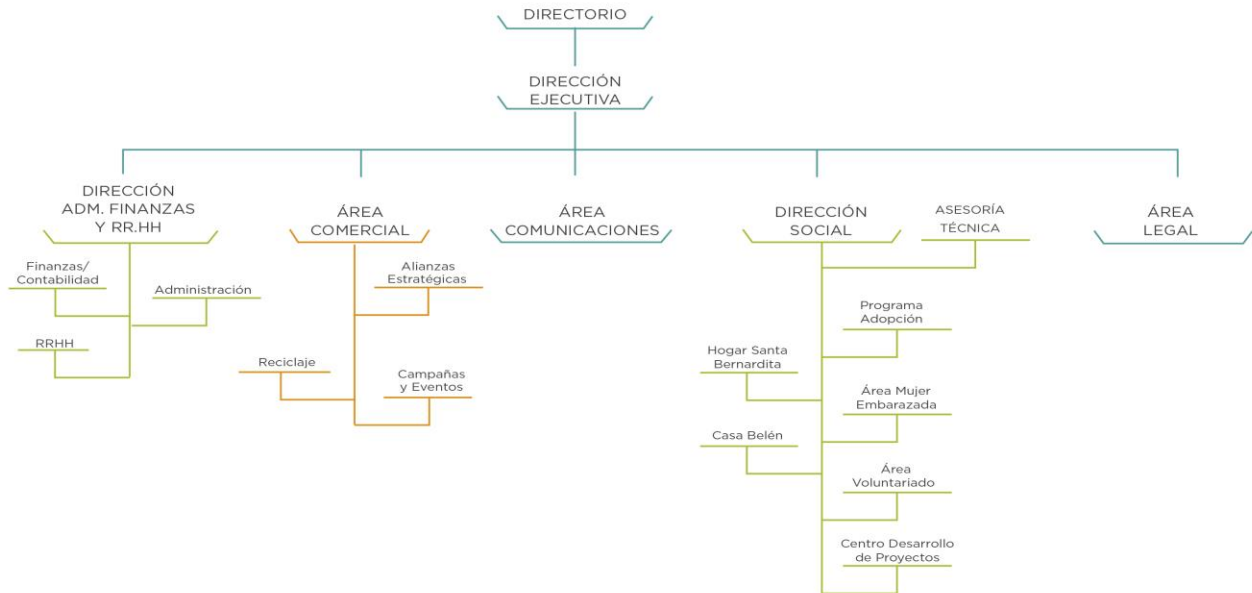 DIRECTORIO
DIRECCIÓN
EJECUTIVA
DIRECCIÓN
ADM. FINANZAS
Y RR.HH
ÁREA
COMERCIAL
ÁREA
COMUNICACIONES
DIRECCIÓN
SOCIAL
ASESORÍA
TÉCNICA
ÁREA
LEGAL
Finanzas/
Contabilidad
Administración
RRHH
Alianzas
Estratégicas
Reciclaje
Campañas
y Eventos
Programa
Adopción
Hogar Santa
Bernardita
Área Mujer
Embarazada
Casa Belén
Área
Voluntariado
Centro Desarrollo
de Proyectos